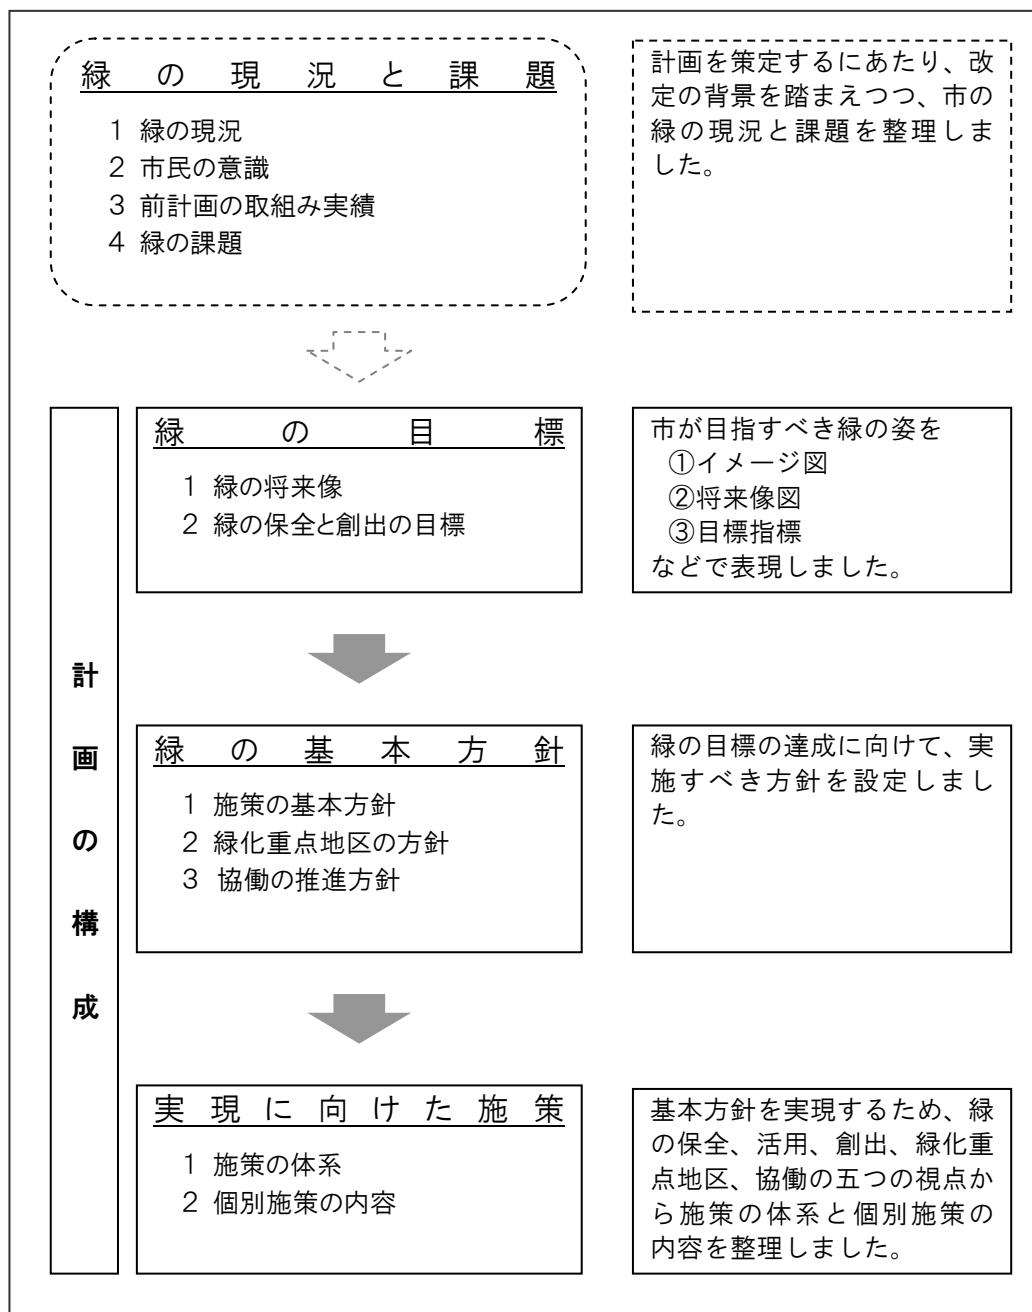 緑の現況と課題
1 緑の現況
2 市民の意識
3 前計画の取組み実績
4 緑の課題
計画を策定するにあたり、改
定の背景を踏まえつつ、市の
緑の現況と課題を整理しま
した。
計画の構成
緑の目標
1 緑の将来像
2 緑の保全と創出の目標
市が目指すべき緑の姿を
①イメージ図
②将来像図
③目標指標
などで表現しました。
緑の基本方針
1 施策の基本方針
2 緑化重点地区の方針
3 協働の推進方針
緑の目標の達成に向けて、実
施すべき方針を設定しまし
た。
実現に向けた施策
1 施策の体系
2 個別施策の内容
基本方針を実現するため、緑
の保全、活用、創出、緑化重
点地区、協働の五つの視点か
ら施策の体系と個別施策の
内容を整理しました。